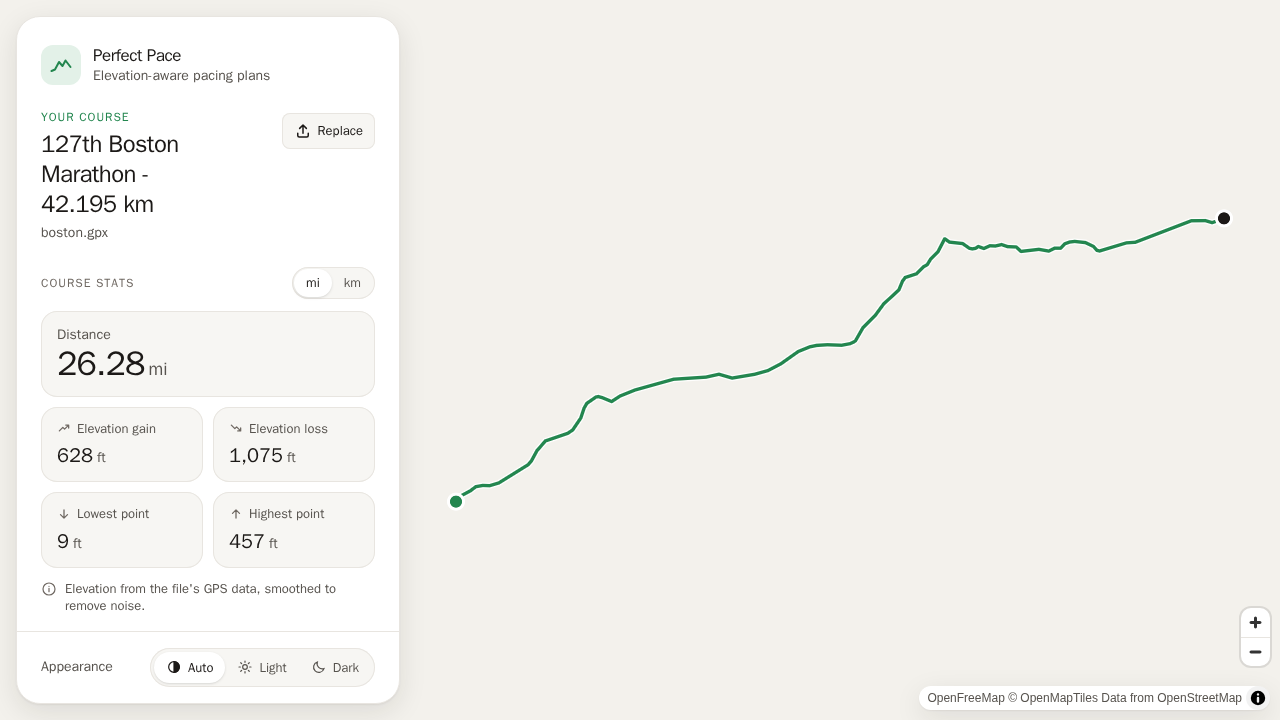 Perfect Pace
Elevation-aware pacing plans
YOUR COURSE
127th Boston
Marathon -
42.195 km
boston.gpx
Replace
COURSE STATS
mi km
Distance
26.28 mi
Elevation gain
628 ft
Elevation loss
1,075 ft
Lowest point
9 ft
Highest point
457 ft
Elevation from the file's GPS data, smoothed to
remove noise.
Appearance
Auto Light Dark
OpenFreeMap © OpenMapTiles Data from OpenStreetMap